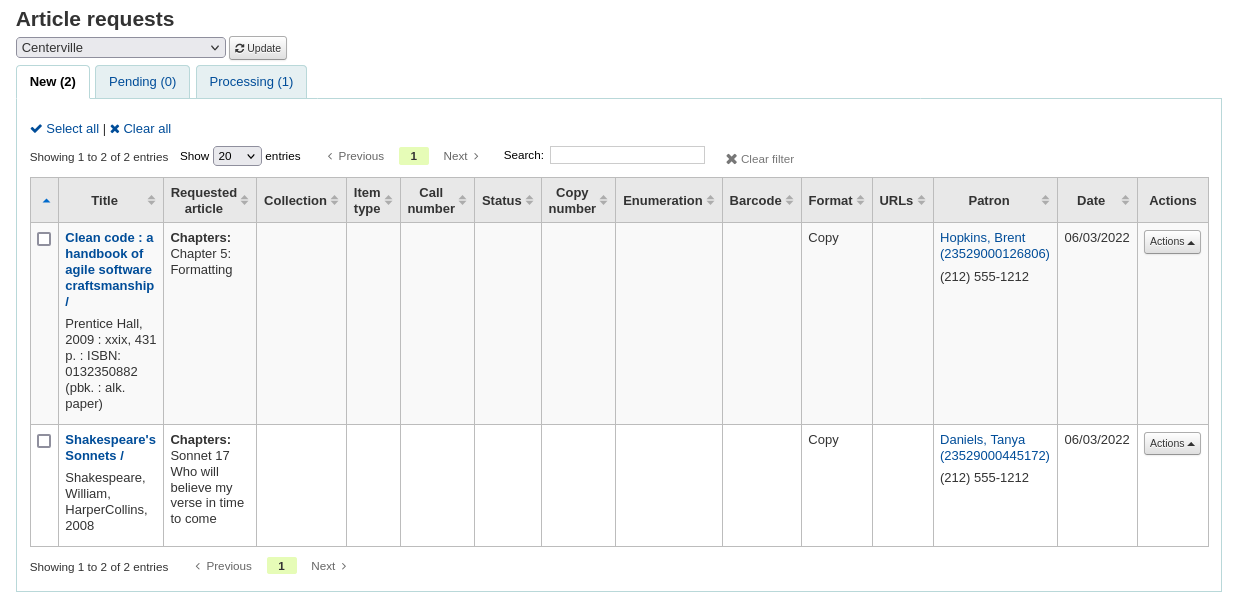 Article requests
Centerville Update
New (2) Pending (0) Processing (1)
Select all | Clear all
Showing 1 to 2 of 2 entries Show 20 entries Previous 1 Next Search: Clear filter
Title Requested article Collection Item type Call number Status Copy number Enumeration Barcode Format URLs Patron Date Actions
Clean code : a
handbook of
agile software
craftsmanship
/
Prentice Hall,
2009 : xxix, 431
p. : ISBN:
0132350882
(pbk. : alk.
paper)
Chapters:
Chapter 5:
Formatting
Copy
Hopkins, Brent
(23529000126806)
(212) 555-1212
06/03/2022
Actions
Shakespeare's
Sonnets /
Shakespeare,
William,
HarperCollins,
2008
Chapters:
Sonnet 17
Who will
believe my
verse in time
to come
Copy
Daniels, Tanya
(23529000445172)
(212) 555-1212
06/03/2022
Actions
Showing 1 to 2 of 2 entries Previous 1 Next